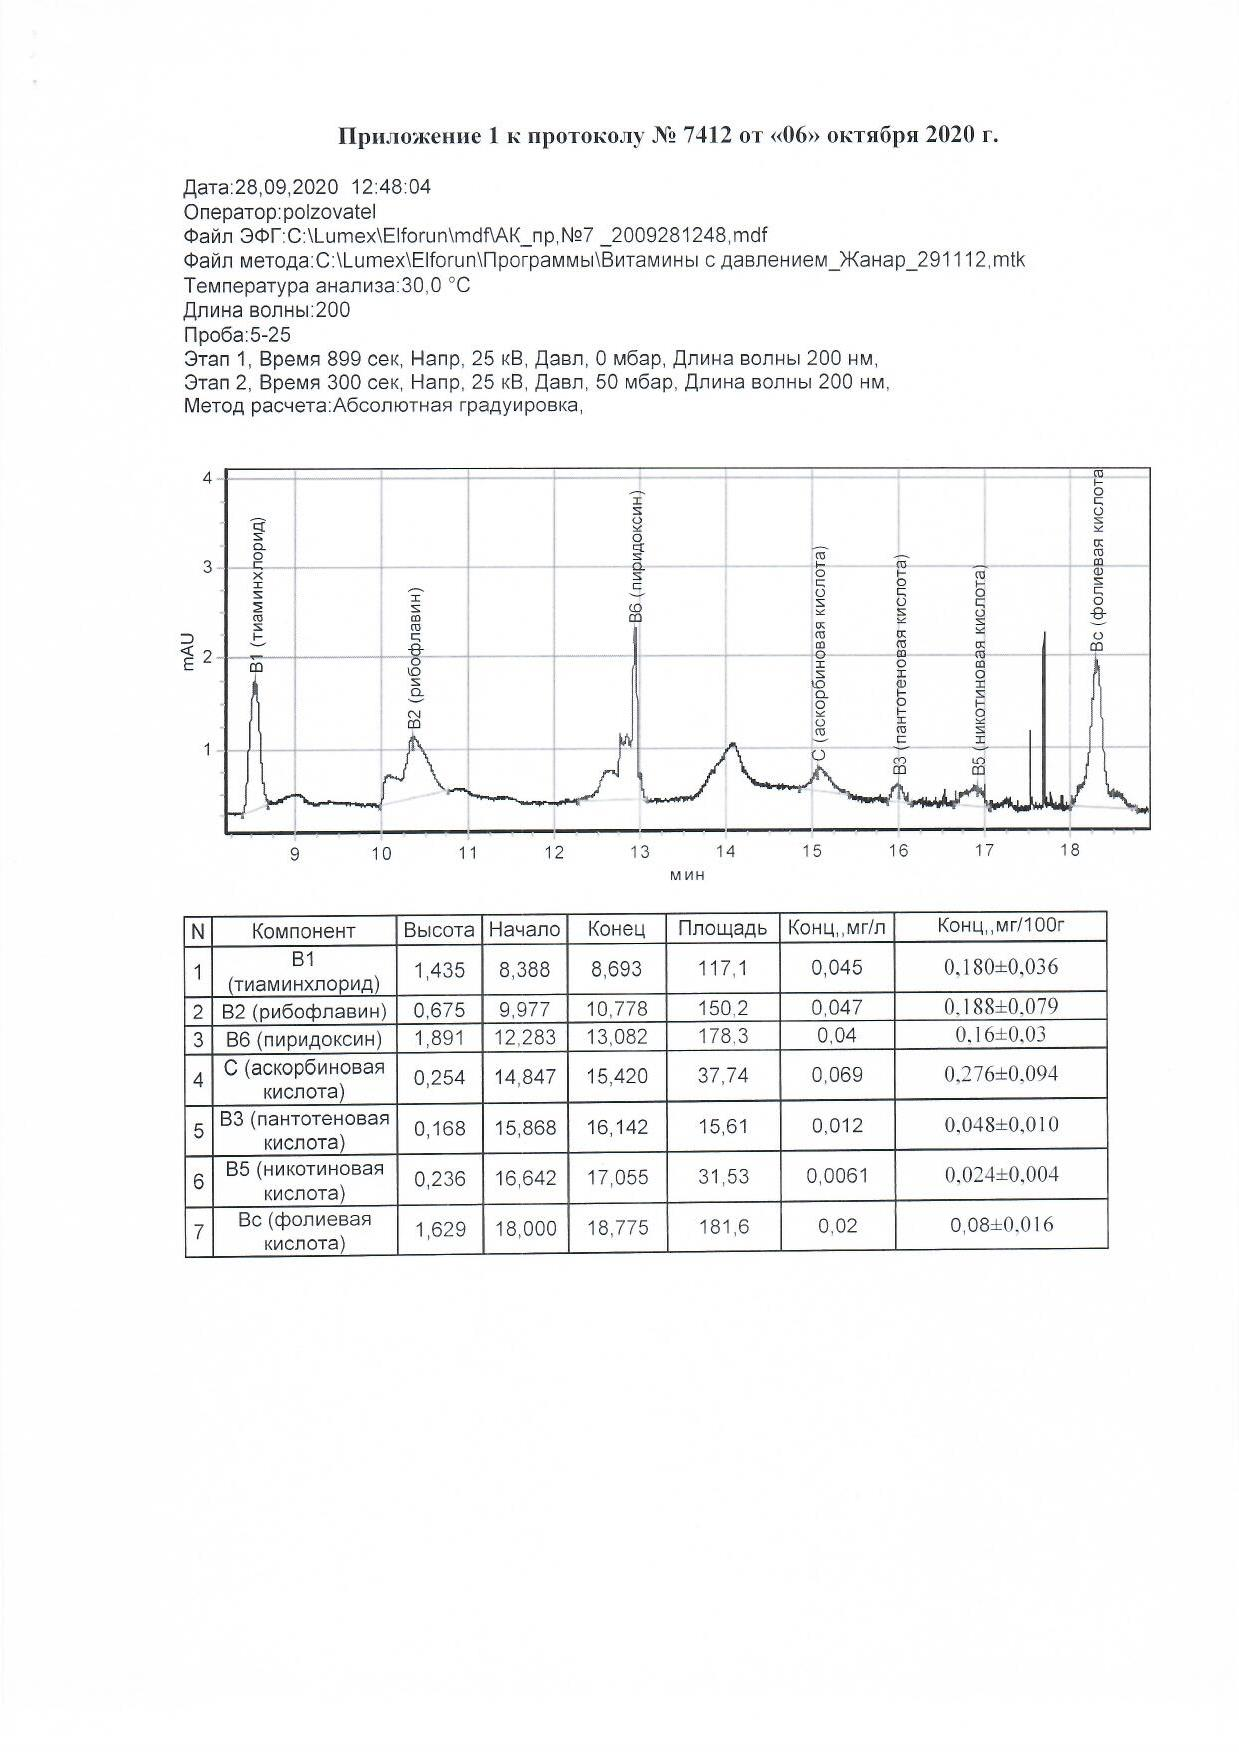 Приложение 1 к протоколу № 7412 от «06» октября 2020 г.
Дата:28,09,2020 12:48:04
Оператор:polzovatel
Файл ЭФГ:C:\Lumex\Elforun\mdf\АК_пр,№7 _2009281248,mdf
Файл метода:C:\Lumex\Elforun\Программы\Витамины с давлением_Жанар_291112,mtk
Температура анализа:30,0 °C
Длина волны:200
Проба:5-25
Этап 1, Время 899 сек, Напр, 25 кВ, Давл, 0 мбар, Длина волны 200 нм,
Этап 2, Время 300 сек, Напр, 25 кВ, Давл, 50 мбар, Длина волны 200 нм,
Метод расчета:Абсолютная градуировка,
mAU
4
3
2
1
B1 (тиаминхлорид)
B2 (рибофлавин)
B6 (пиридоксин)
C (аскорбиновая кислота)
B3 (пантотеновая кислота)
B5 (никотиновая кислота)
Bc (фолиевая кислота
9 10 11 12 13 14 15 16 17 18
мин
N Компонент Высота Начало Конец Площадь Конц,,мг/л Конц,,мг/100г
1 B1 (тиаминхлорид) 1,435 8,388 8,693 117,1 0,045 0,180±0,036
2 B2 (рибофлавин) 0,675 9,977 10,778 150,2 0,047 0,188±0,079
3 B6 (пиридоксин) 1,891 12,283 13,082 178,3 0,04 0,16±0,03
4 C (аскорбиновая кислота) 0,254 14,847 15,420 37,74 0,069 0,276±0,094
5 B3 (пантотеновая кислота) 0,168 15,868 16,142 15,61 0,012 0,048±0,010
6 B5 (никотиновая кислота) 0,236 16,642 17,055 31,53 0,0061 0,024±0,004
7 Bc (фолиевая кислота) 1,629 18,000 18,775 181,6 0,02 0,08±0,016